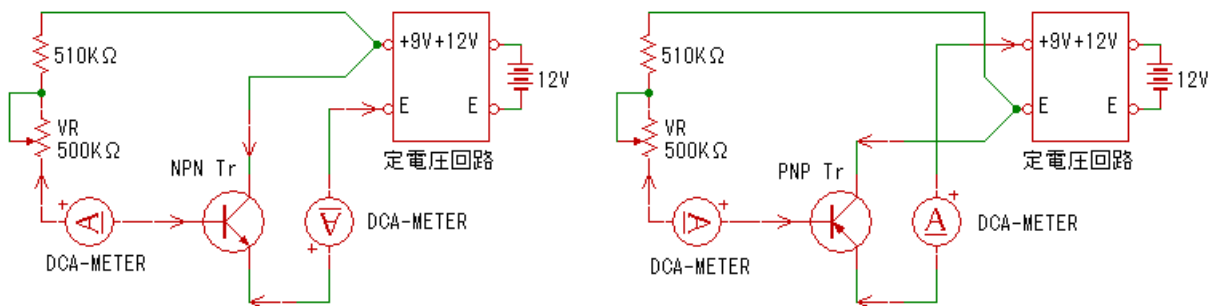 510KΩ
VR
500KΩ
+
DCA-METER
NPN Tr
A
A
+
DCA-METER
+9V+12V
E E
定電圧回路
12V
510KΩ
VR
500KΩ
+
A
DCA-METER
PNP Tr
+
A
DCA-METER
+9V+12V
E E
定電圧回路
12V